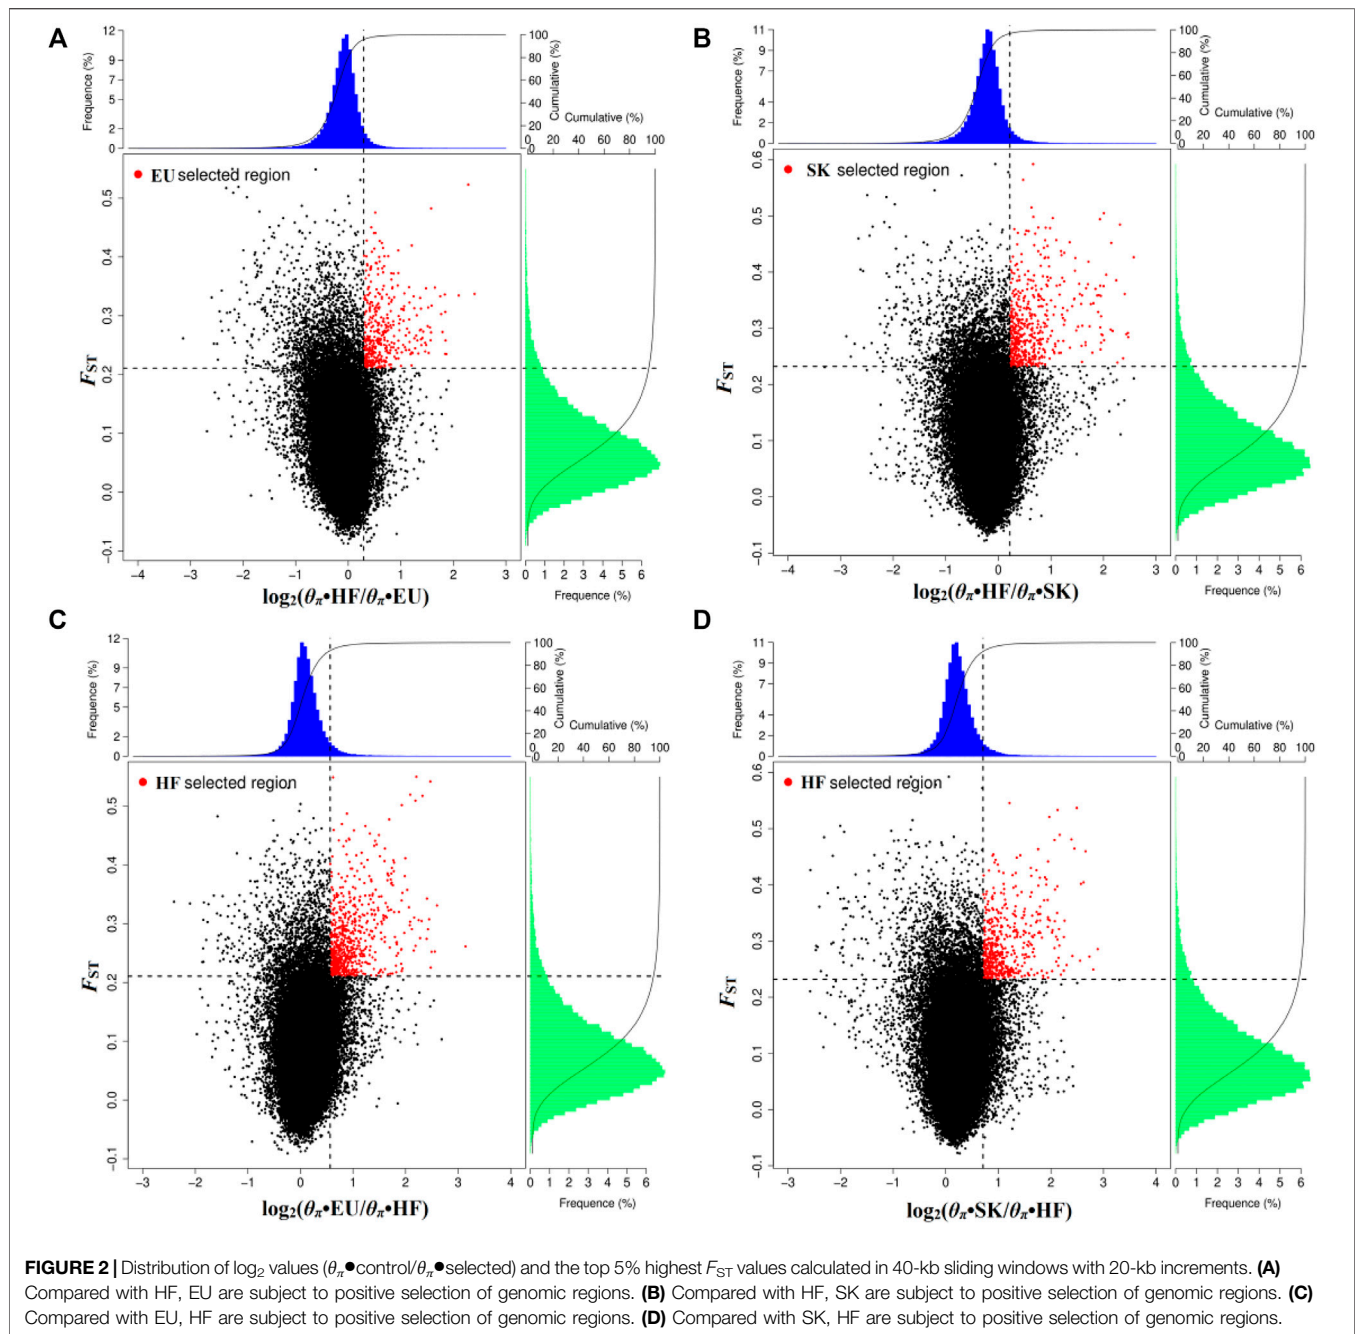 A
12
9
7
5
2
0
Frequence (%)
100
80
60
40
20
0
Cumulative (%)
Cumulative (%)
0 20 40 60 80 100
EU selected region
0.5
0.4
0.3
0.2
0.1
0.0
−0.1
FST
−4 −3 −2 −1 0 1 2 3
log2(θπ•HF/θπ•EU)
0 1 2 3 4 5 6
Frequence (%)
B
11
9
7
4
2
0
Frequence (%)
100
80
60
40
20
0
Cumulative (%)
Cumulative (%)
0 20 40 60 80 100
SK selected region
0.6
0.5
0.4
0.3
0.2
0.1
0.0
−0.1
FST
−4 −3 −2 −1 0 1 2 3
log2(θπ•HF/θπ•SK)
0 1 2 3 4 5 6
Frequence (%)
C
12
9
7
5
2
0
Frequence (%)
100
80
60
40
20
0
Cumulative (%)
Cumulative (%)
0 20 40 60 80 100
HF selected region
0.5
0.4
0.3
0.2
0.1
0.0
−0.1
FST
−3 −2 −1 0 1 2 3 4
log2(θπ•EU/θπ•HF)
0 1 2 3 4 5 6
Frequence (%)
D
11
9
7
4
2
0
Frequence (%)
100
80
60
40
20
0
Cumulative (%)
Cumulative (%)
0 20 40 60 80 100
HF selected region
0.6
0.5
0.4
0.3
0.2
0.1
0.0
−0.1
FST
−3 −2 −1 0 1 2 3 4
log2(θπ•SK/θπ•HF)
0 1 2 3 4 5 6
Frequence (%)
FIGURE 2 | Distribution of log2 values (θπ●control/θπ●selected) and the top 5% highest FST values calculated in 40-kb sliding windows with 20-kb increments. (A)
Compared with HF, EU are subject to positive selection of genomic regions. (B) Compared with HF, SK are subject to positive selection of genomic regions. (C)
Compared with EU, HF are subject to positive selection of genomic regions. (D) Compared with SK, HF are subject to positive selection of genomic regions.